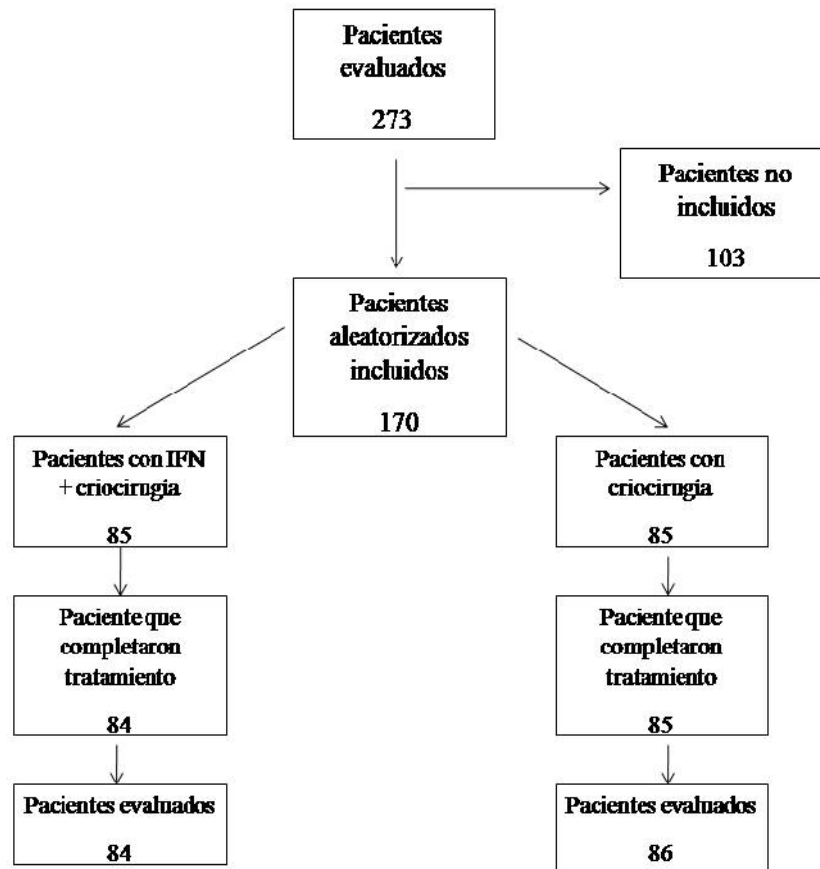 Pacientes
evaluados
273
Pacientes no
incluidos
103
Pacientes
aleatorizados
incluidos
170
Pacientes con IFN
+ criocirugia
85
Pacientes con
criocirugia
85
Paciente que
completaron
tratamiento
84
Paciente que
completaron
tratamiento
85
Pacientes evaluados
84
Pacientes evaluados
86